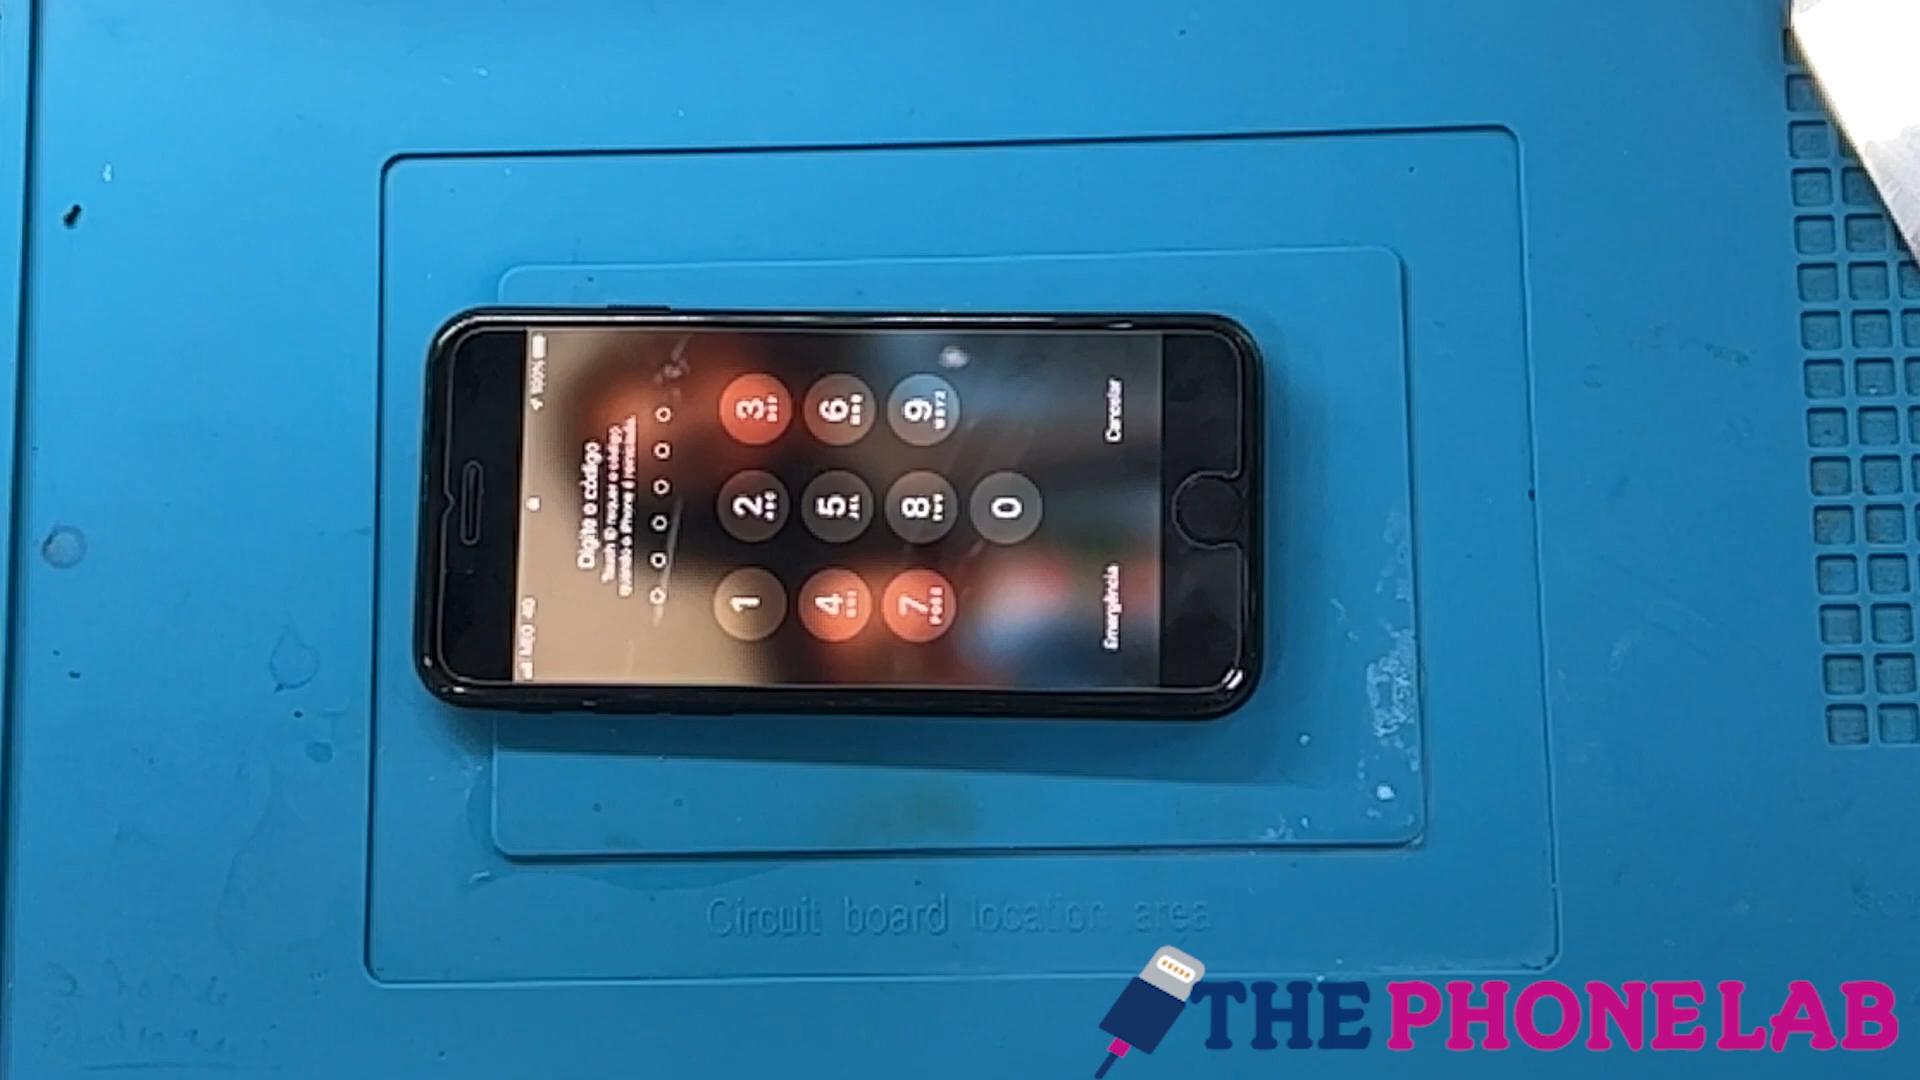 MEO 4G
100%
Digite o código
Touch ID requer o código
quando o iPhone é reiniciado.
1
2
ABC
3
DEF
4
GHI
5
JKL
6
MNO
7
PQRS
8
TUV
9
WXYZ
0
Emergência
Cancelar
Circuit board location area
THE PHONE LAB